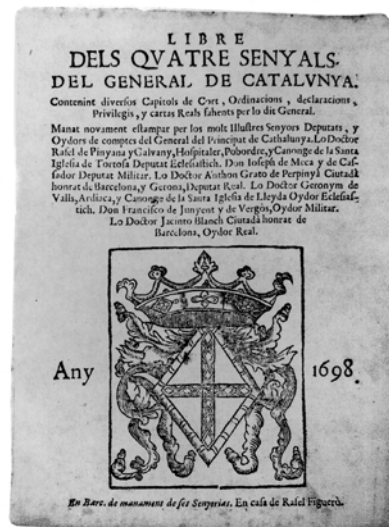 LIBRE
DELS QVATRE SENYALS.
DEL GENERAL DE CATALVNYA.
Contenint diversos Capitols de Cort, Ordinacions, declaracions,
Privilegis, y cartas Reals fahents per lo dit General.
Manat novament estampar per los molt Illustres Senyors Deputats, y
Oydors de comptes del General del Principat de Cathalunya. Lo Doctor
Rafel de Pinyana y Galvany, Hospitaler, Pobordre, y Canonge de la Santa
Iglesia de Tortosa Deputat Eclesiastich. Don Ioseph de Meca y de Cas-
sador Deputat Militar. Lo Doctor Anthon Grato de Perpinyà Ciutadà
honrat de Barcelona, y Gerona, Deputat Real. Lo Doctor Geronym de
Valls, Ardiaca, y Canonge de la Santa Iglesia de Lleyda Oydor Eclesias-
tich. Don Francisco de Junyent y de Vergòs, Oydor Militar.
Lo Doctor Jacinto Blanch Ciutadà honrat de
Barcelona, Oydor Real.
Any 1698.
En Barc. de manament de ses Senyorias. En casa de Rafel Figuerò.